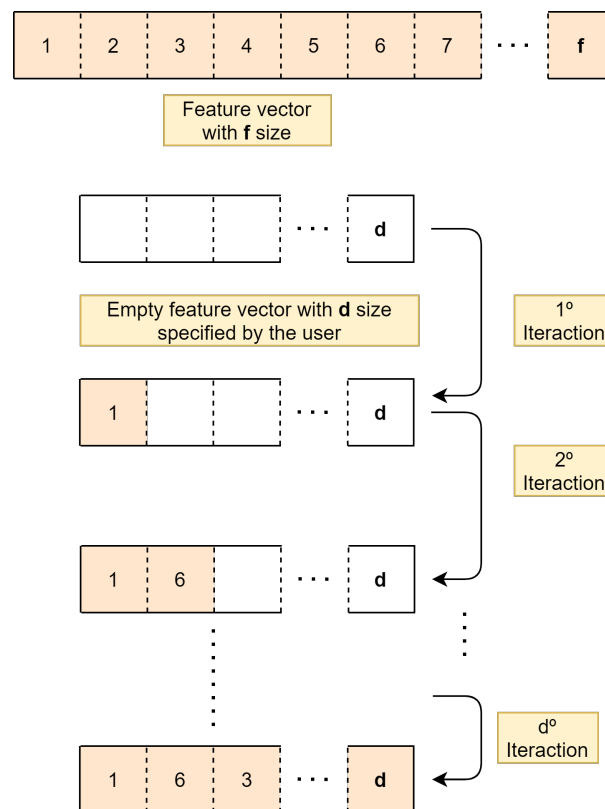 1 2 3 4 5 6 7 ... f
Feature vector
with f size
... d
Empty feature vector with d size
specified by the user
1º
Iteraction
1 ... d
2º
Iteraction
1 6 ... d
dº
Iteraction
1 6 3 ... d